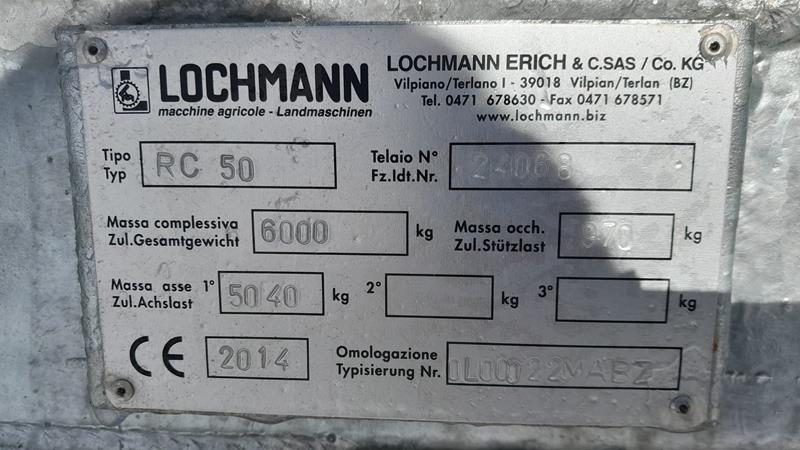 LOCHMANN
macchine agricole - Landmaschinen
LOCHMANN ERICH & C.SAS / Co. KG
Vilpiano/Terlano I - 39018 Vilpian/Terlan (BZ)
Tel. 0471 678630 - Fax 0471 678571
www.lochmann.biz
Tipo
Typ
RC 50
Telaio N°
Fz.Idt.Nr.
24068
Massa complessiva
Zul.Gesamtgewicht
6000
kg
Massa occh.
Zul.Stützlast
970
kg
Massa asse 1°
Zul.Achslast
5040
kg
2°
kg
3°
kg
CE
2014
Omologazione
Typisierung Nr.